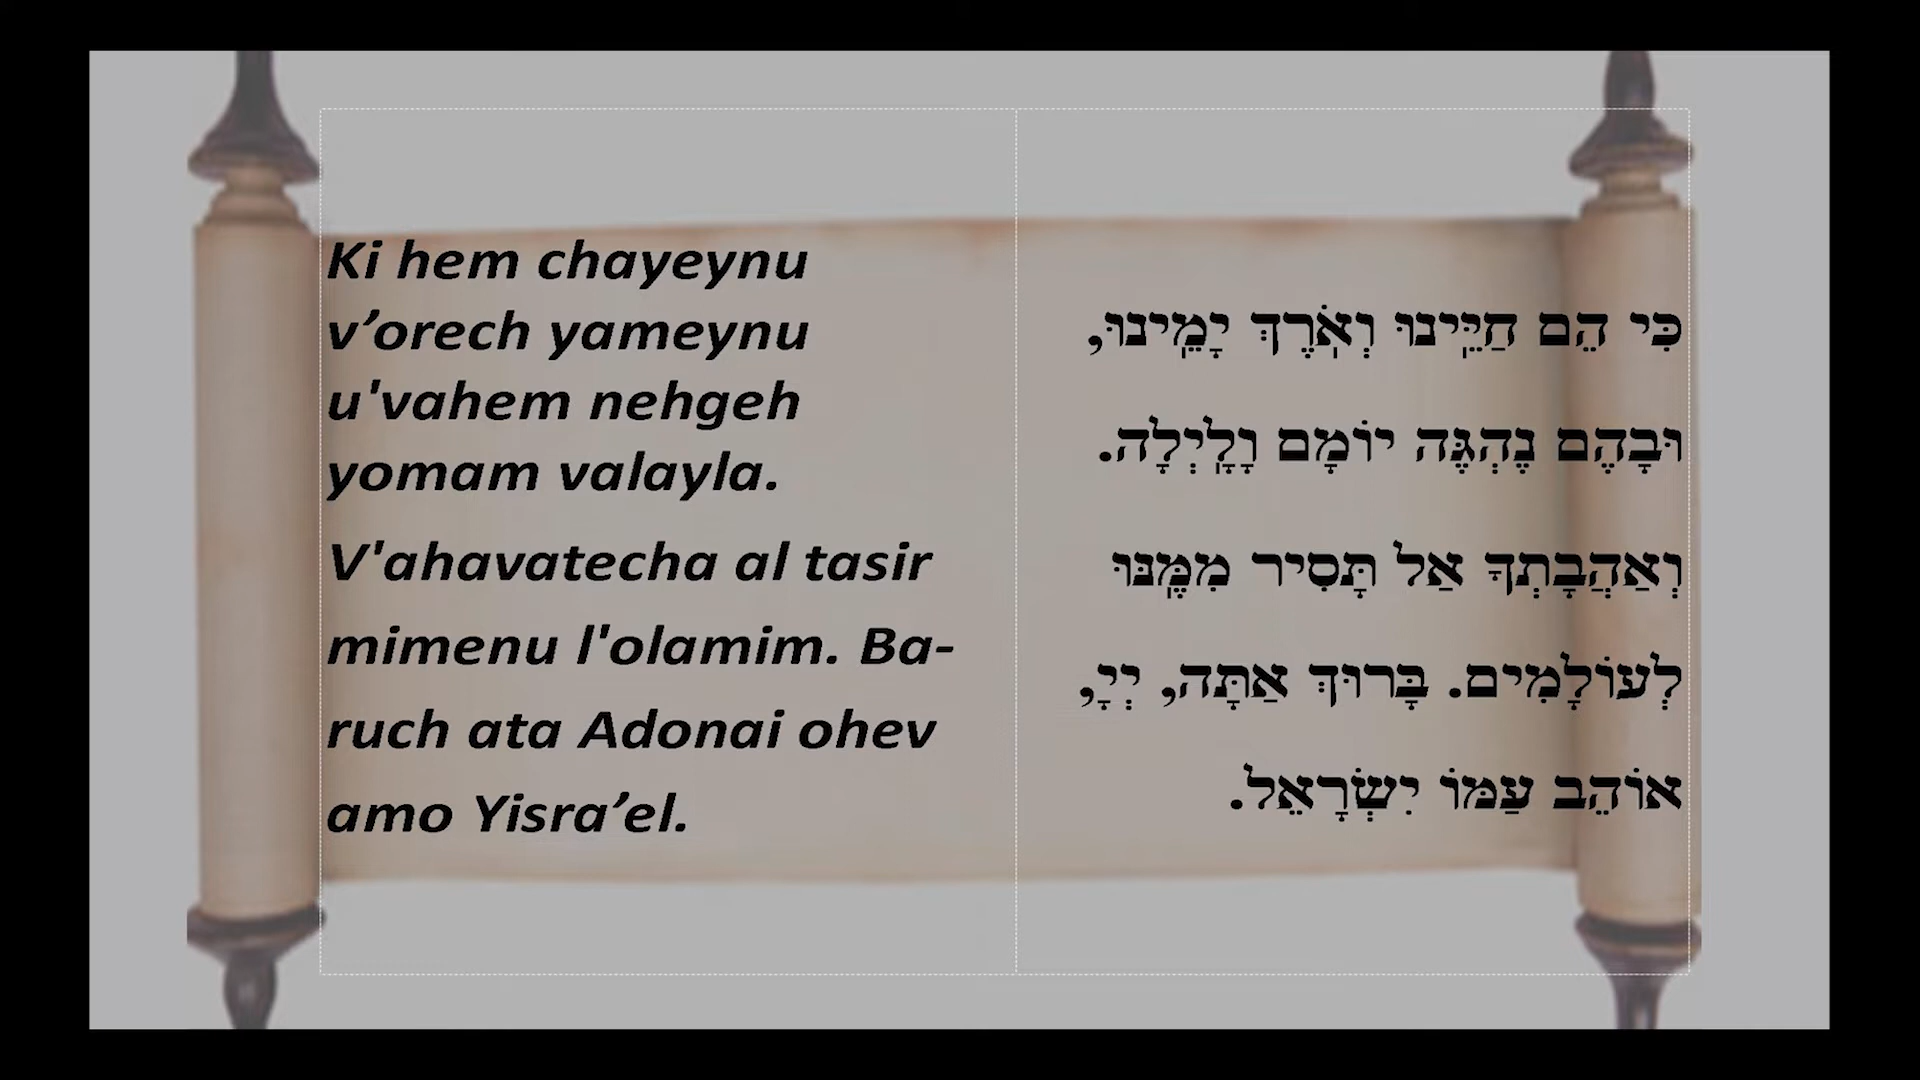 Ki hem chayeynu
v’orech yameynu
u'vahem nehgeh
yomam valayla.
V'ahavatecha al tasir
mimenu l'olamim. Ba-
ruch ata Adonai ohev
amo Yisra’el.
כִּי הֵם חַיֵּֽינוּ וְאֹֽרֶךְ יָמֵֽינוּ,
וּבָהֶם נֶהְגֶּה יוֹמָם וָלָֽיְלָה.
וְאַהֲבָתְךָ אַל תָּסִיר מִמֶּֽנּוּ
לְעוֹלָמִים. בָּרוּךְ אַתָּה, יְיָ,
אוֹהֵב עַמּוֹ יִשְׂרָאֵל.